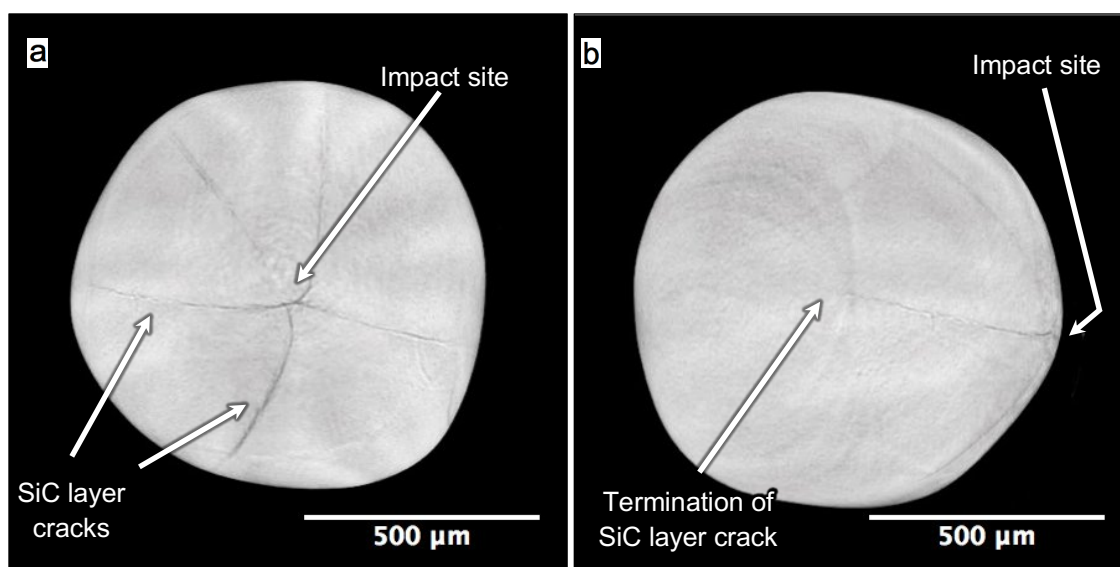 a
Impact site
SiC layer
cracks
500 µm
b
Impact site
Termination of
SiC layer crack
500 µm